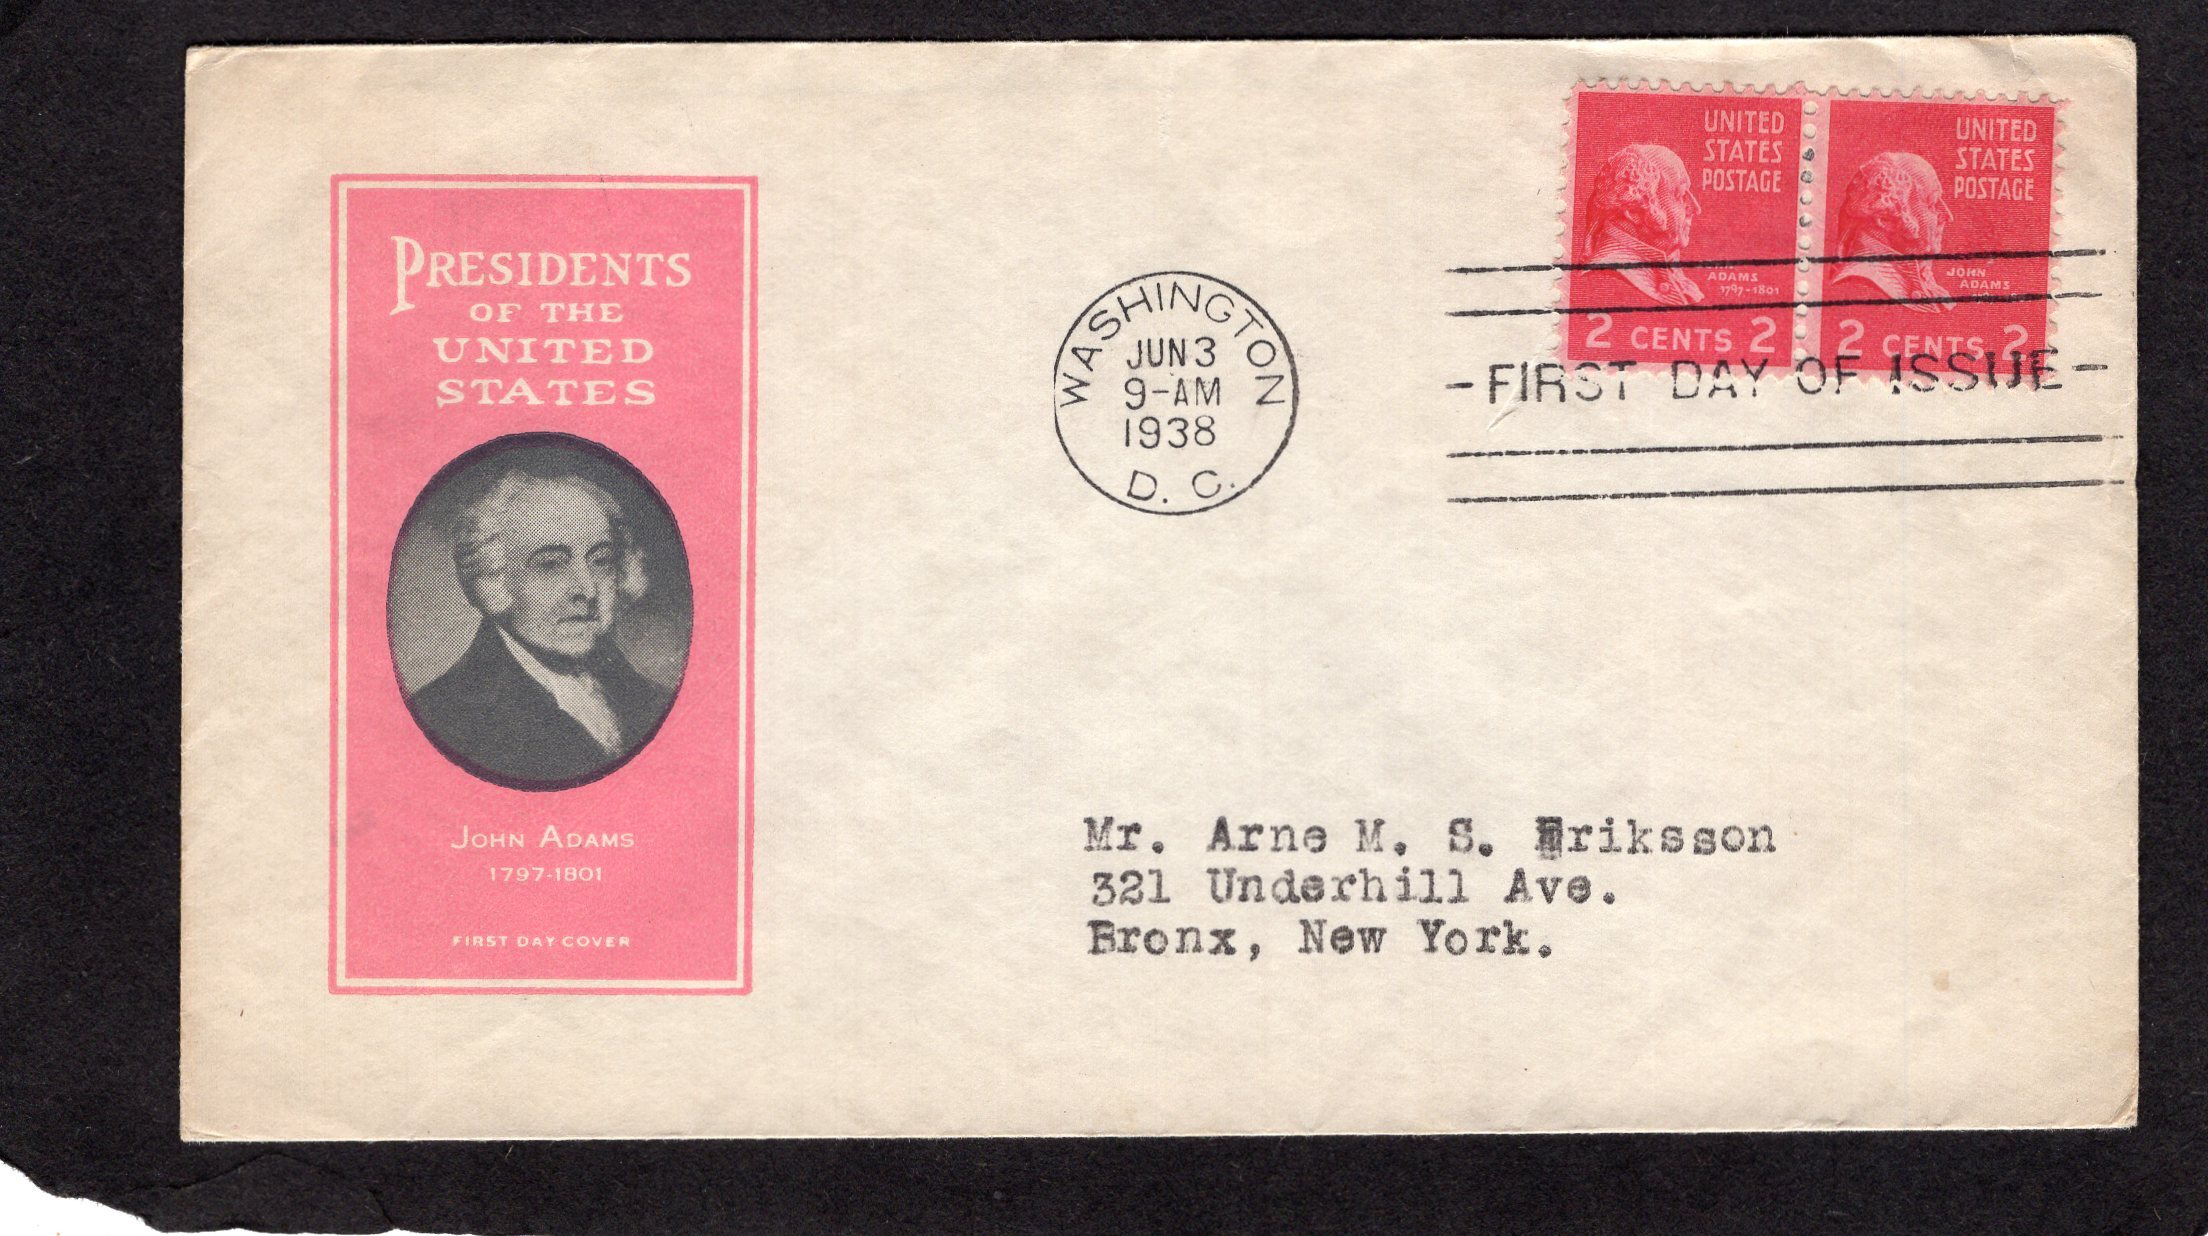 PRESIDENTS
OF THE
UNITED
STATES
JOHN ADAMS
1797-1801
FIRST DAY COVER
WASHINGTON
JUN 3
9-AM
1938
D. C.
UNITED
STATES
POSTAGE
ADAMS
1797-1801
2 CENTS 2
UNITED
STATES
POSTAGE
JOHN
ADAMS
2 CENTS 2
-FIRST DAY OF ISSUE-
Mr. Arne M. S. Eriksson
321 Underhill Ave.
Bronx, New York.